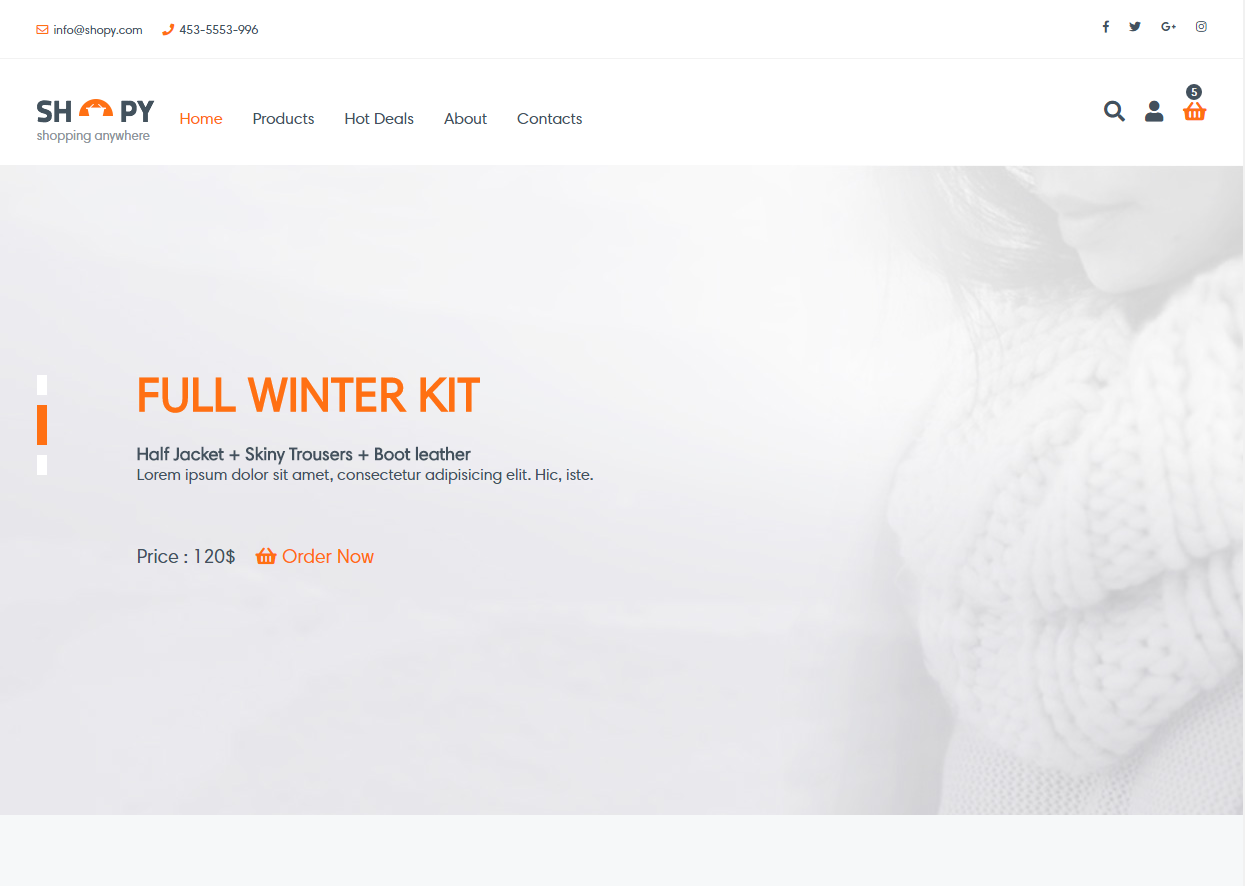 info@shopy.com 453-5553-996
5
SH PY
shopping anywhere
Home Products Hot Deals About Contacts
FULL WINTER KIT
Half Jacket + Skiny Trousers + Boot leather
Lorem ipsum dolor sit amet, consectetur adipisicing elit. Hic, iste.
Price : 120$ Order Now